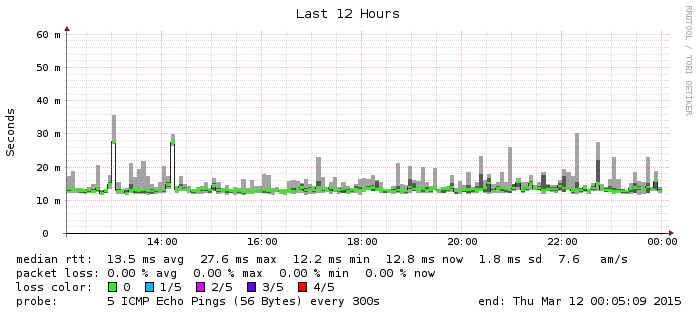 Last 12 Hours
RRDTOOL / TOBI OETIKER
Seconds
60 m
50 m
40 m
30 m
20 m
10 m
0
14:00 16:00 18:00 20:00 22:00 00:00
median rtt: 13.5 ms avg 27.6 ms max 12.2 ms min 12.8 ms now 1.8 ms sd 7.6 am/s
packet loss: 0.00 % avg 0.00 % max 0.00 % min 0.00 % now
loss color: 0 1/5 2/5 3/5 4/5
probe: 5 ICMP Echo Pings (56 Bytes) every 300s end: Thu Mar 12 00:05:09 2015